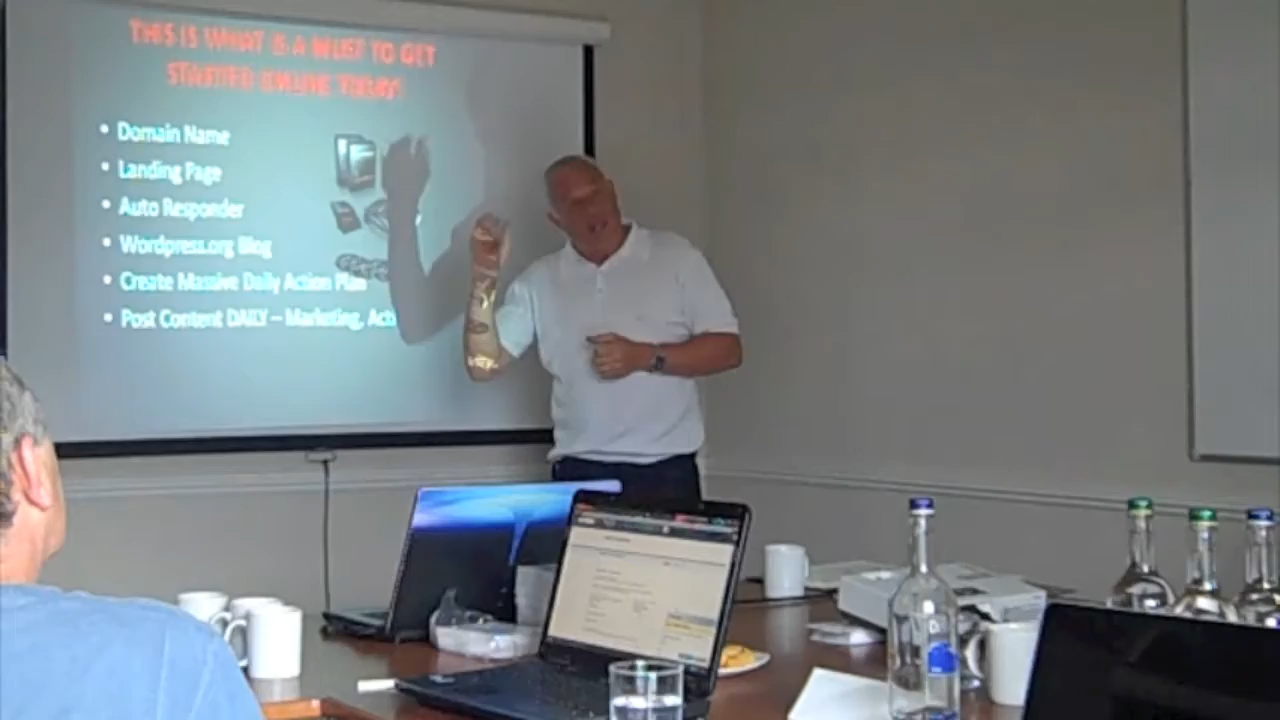 THIS IS WHAT IS A MUST TO GET
STARTED ONLINE TODAY!
• Domain Name
• Landing Page
• Auto Responder
• Wordpress.org Blog
• Create Massive Daily Action Plan
• Post Content DAILY – Marketing,